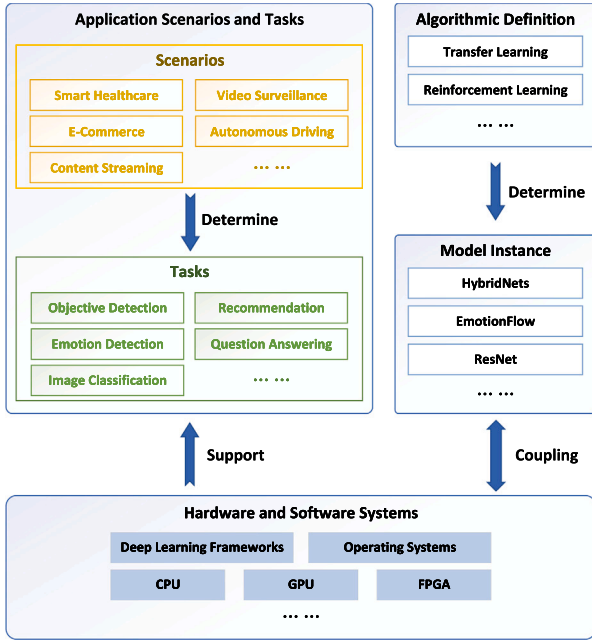 Application Scenarios and Tasks
Scenarios
Smart Healthcare
Video Surveillance
E-Commerce
Autonomous Driving
Content Streaming
... ...
Determine
Tasks
Objective Detection
Recommendation
Emotion Detection
Question Answering
Image Classification
... ...
Algorithmic Definition
Transfer Learning
Reinforcement Learning
... ...
Determine
Model Instance
HybridNets
EmotionFlow
ResNet
... ...
Support
Coupling
Hardware and Software Systems
Deep Learning Frameworks
Operating Systems
CPU
GPU
FPGA
... ...